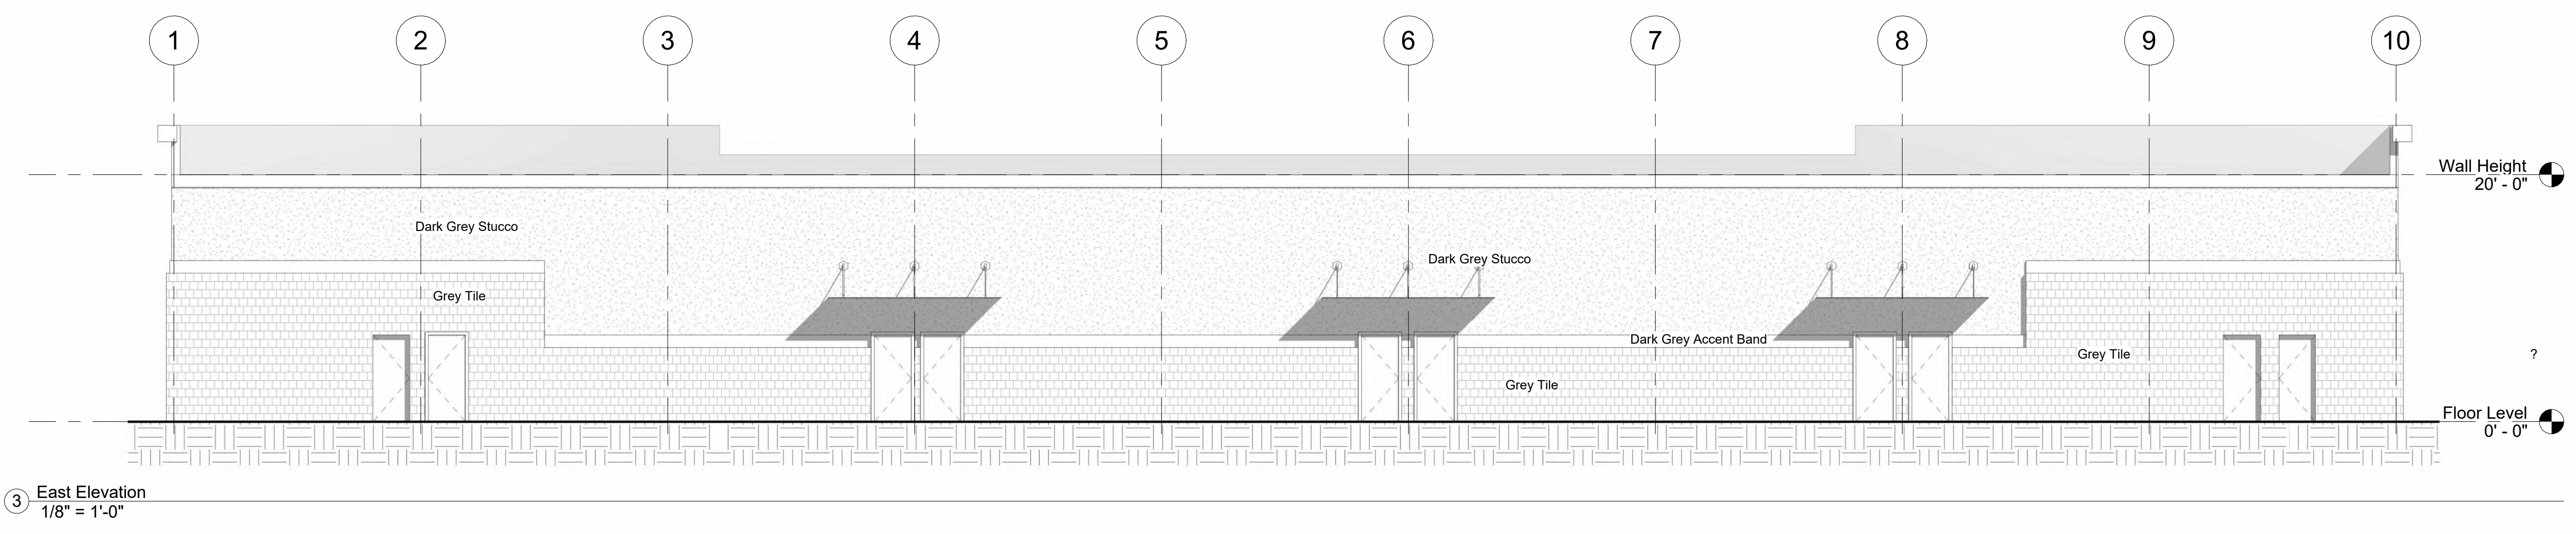 1 2 3 4 5 6 7 8 9 10
Wall Height
20' - 0"
Dark Grey Stucco
Dark Grey Stucco
Grey Tile
Dark Grey Accent Band
Grey Tile
?
Grey Tile
Floor Level
0' - 0"
3 East Elevation
1/8" = 1'-0"